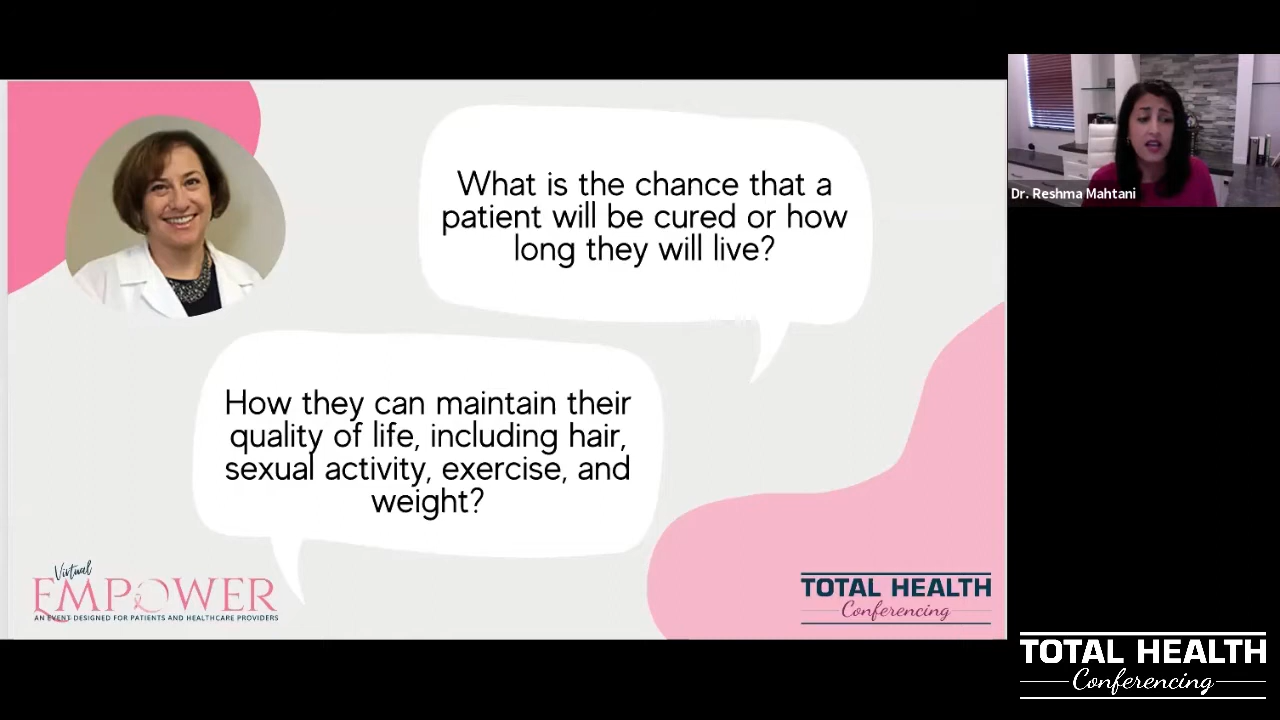 What is the chance that a
patient will be cured or how
long they will live?
How they can maintain their
quality of life, including hair,
sexual activity, exercise, and
weight?
Virtual
EMPOWER
AN EVENT DESIGNED FOR PATIENTS AND HEALTHCARE PROVIDERS
TOTAL HEALTH
Conferencing
Dr. Reshma Mahtani
TOTAL HEALTH
Conferencing